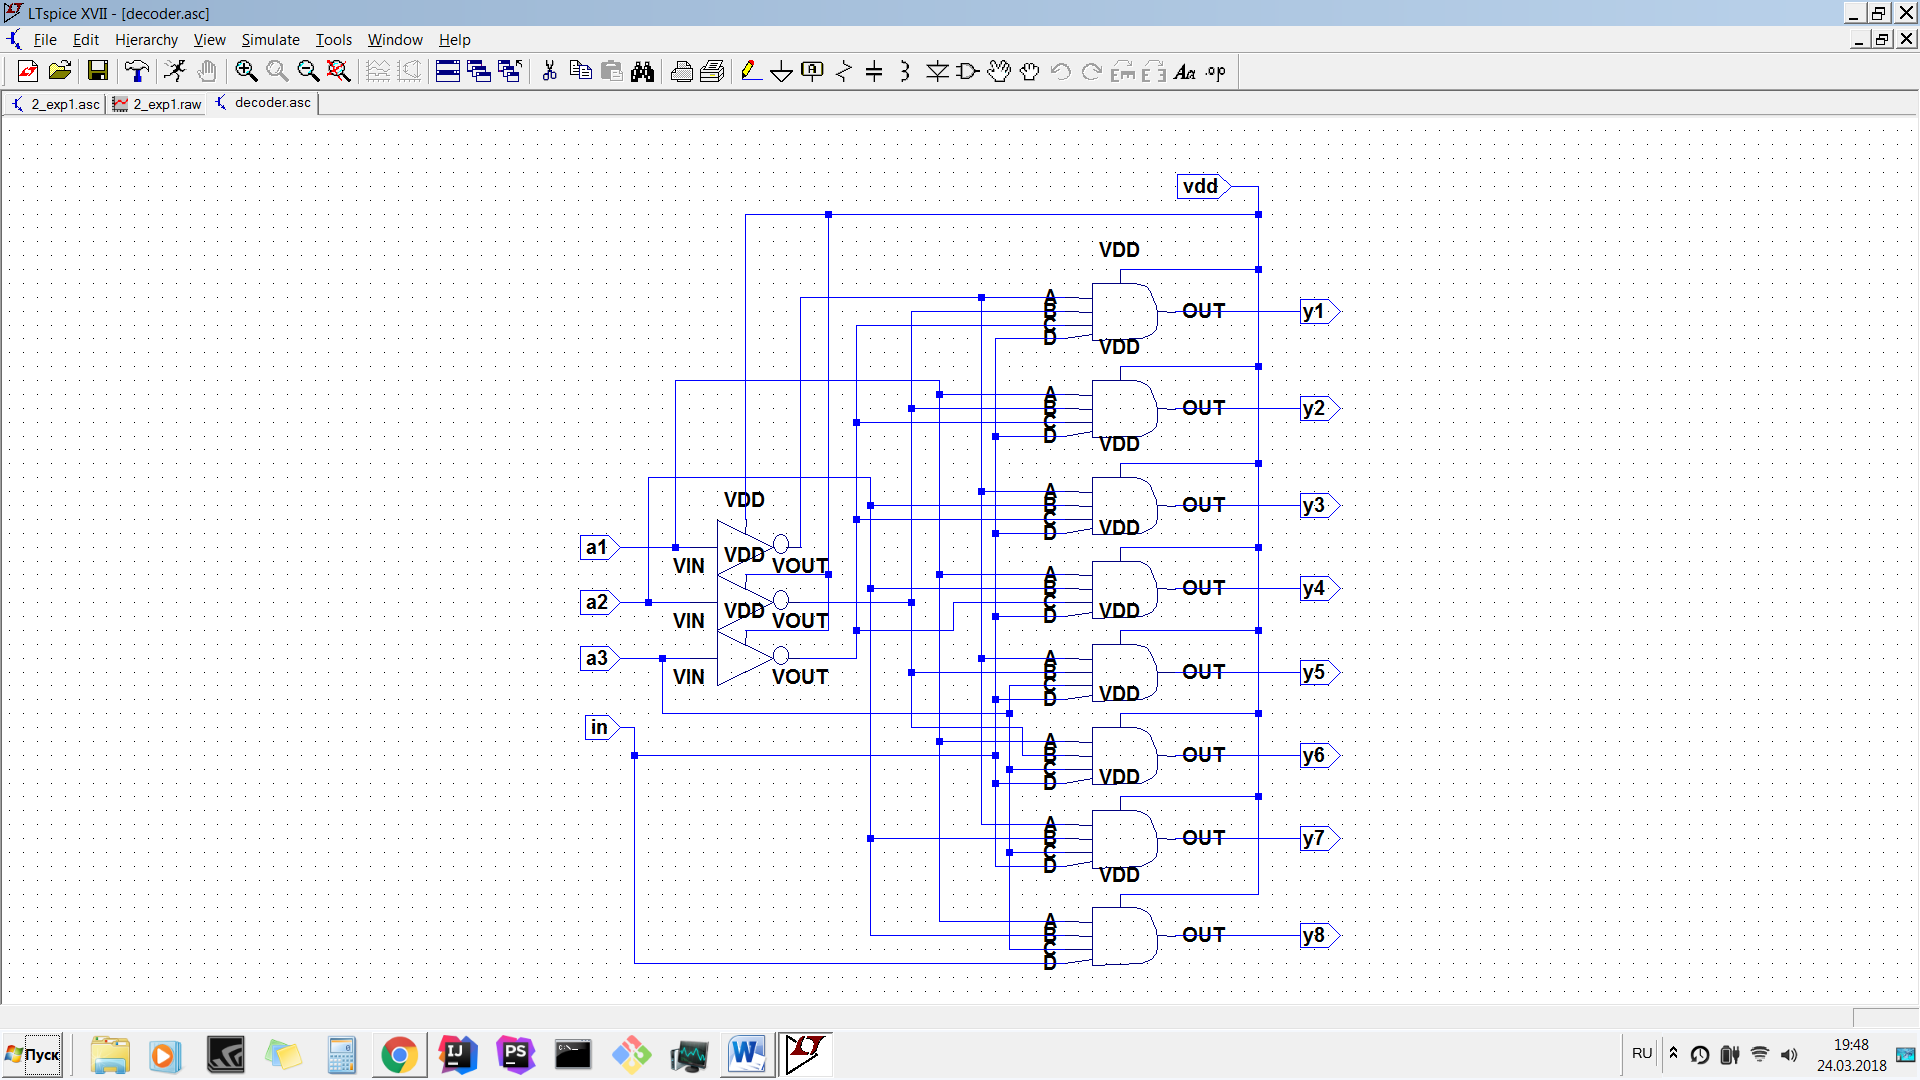 LTspice XVII - [decoder.asc]
File Edit Hierarchy View Simulate Tools Window Help
2_exp1.asc 2_exp1.raw decoder.asc
vdd
VDD
A
B
C
D
OUT
y1
VDD
A
B
C
D
OUT
y2
VDD
A
B
C
D
OUT
y3
VDD
A
B
C
D
OUT
y4
VDD
A
B
C
D
OUT
y5
VDD
A
B
C
D
OUT
y6
VDD
A
B
C
D
OUT
y7
VDD
A
B
C
D
OUT
y8
VDD
a1
VIN
VOUT
VDD
a2
VIN
VOUT
VDD
a3
VIN
VOUT
in
Пуск
IJ
PS
W
RU
19:48
24.03.2018